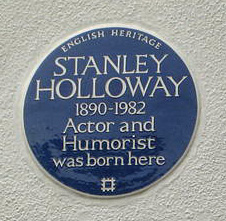 ENGLISH HERITAGE
STANLEY
HOLLOWAY
1890-1982
Actor and
Humorist
was born here